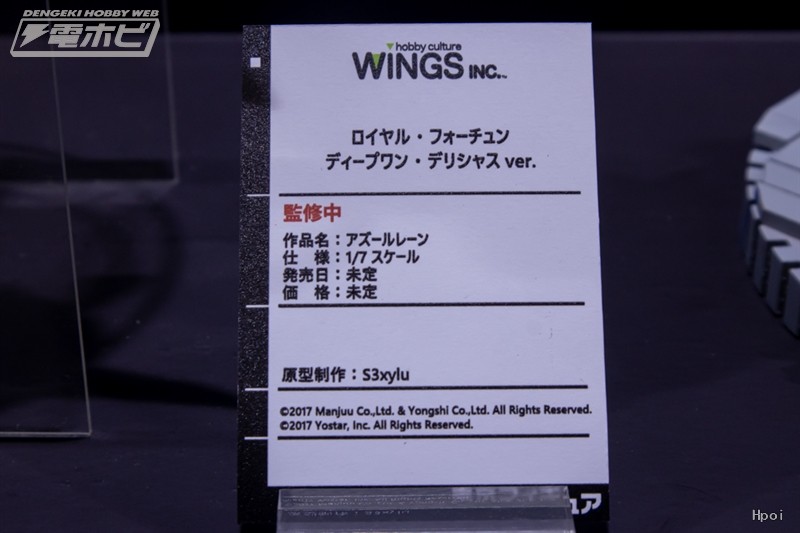 DENGEKI HOBBY WEB
電ホビ
hobby culture
WINGS INC.™
ロイヤル・フォーチュン
ディープワン・デリシャス ver.
監修中
作品名：アズールレーン
仕　様：1/7 スケール
発売日：未定
価　格：未定
原型制作：S3xylu
©2017 Manjuu Co.,Ltd. & Yongshi Co.,Ltd. All Rights Reserved.
©2017 Yostar, Inc. All Rights Reserved.
ュア
Hpoi